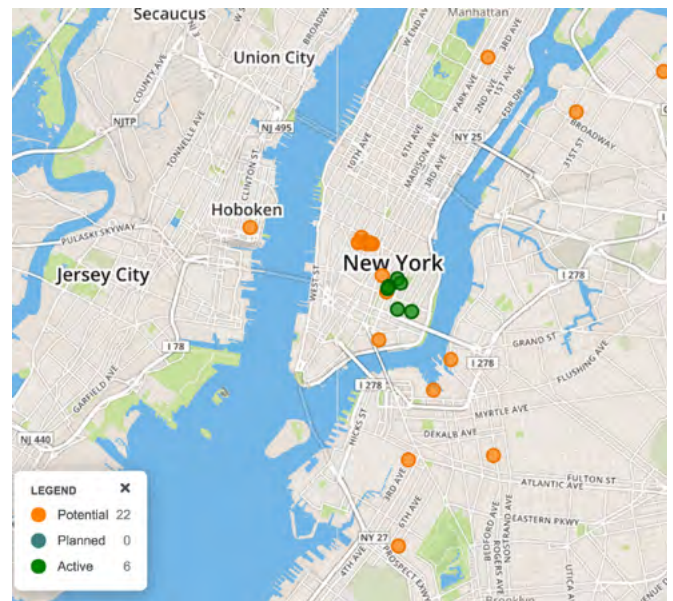 Secaucus
Manhattan
W END AVE
BROADWAY
3RD AVE
Union City
COUNTY AVE
PARK AVE
2ND AVE
1ST AVE
FDR DR
NJTP
TONNELLE AVE
NJ 495
10TH AVE
6TH AVE
MADISON AVE
3RD AVE
NY 25
BROADWAY
31ST ST
CLINTON ST
Hoboken
PULASKI SKYWAY
New York
Jersey City
WEST ST
I 278
I 78
GRAND ST
I 278
FLUSHING AVE
GARFIELD AVE
I 278
HICKS ST
MYRTLE AVE
DEKALB AVE
NJ 440
3RD AVE
FULTON ST
ATLANTIC AVE
6TH AVE
EASTERN PKWY
BEDFORD AVE
ROGERS AVE
NOSTRAND AVE
NY 27
4TH AVE
PROSPECT EXPY
UTICA A
Brooklyn
LEGEND ×
Potential 22
Planned 0
Active 6